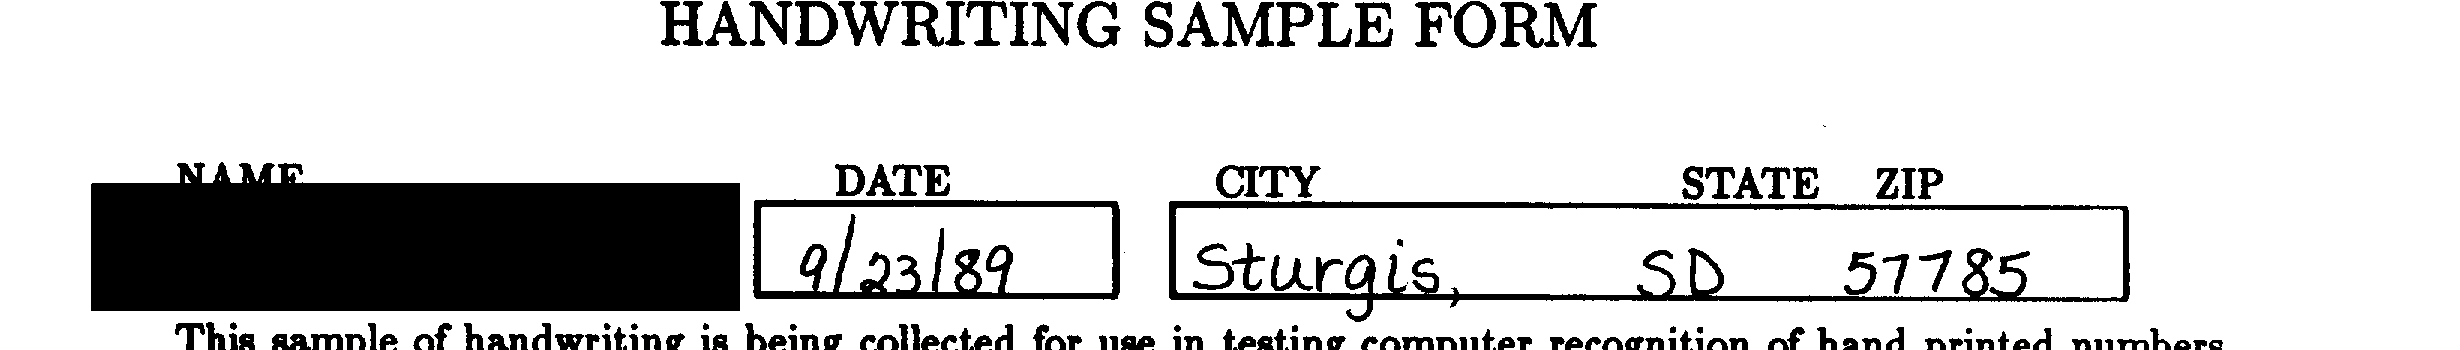 HANDWRITING SAMPLE FORM
NAME DATE CITY STATE ZIP
9/23/89 Sturgis, SD 57785
This sample of handwriting is being collected for use in testing computer recognition of hand printed numbers